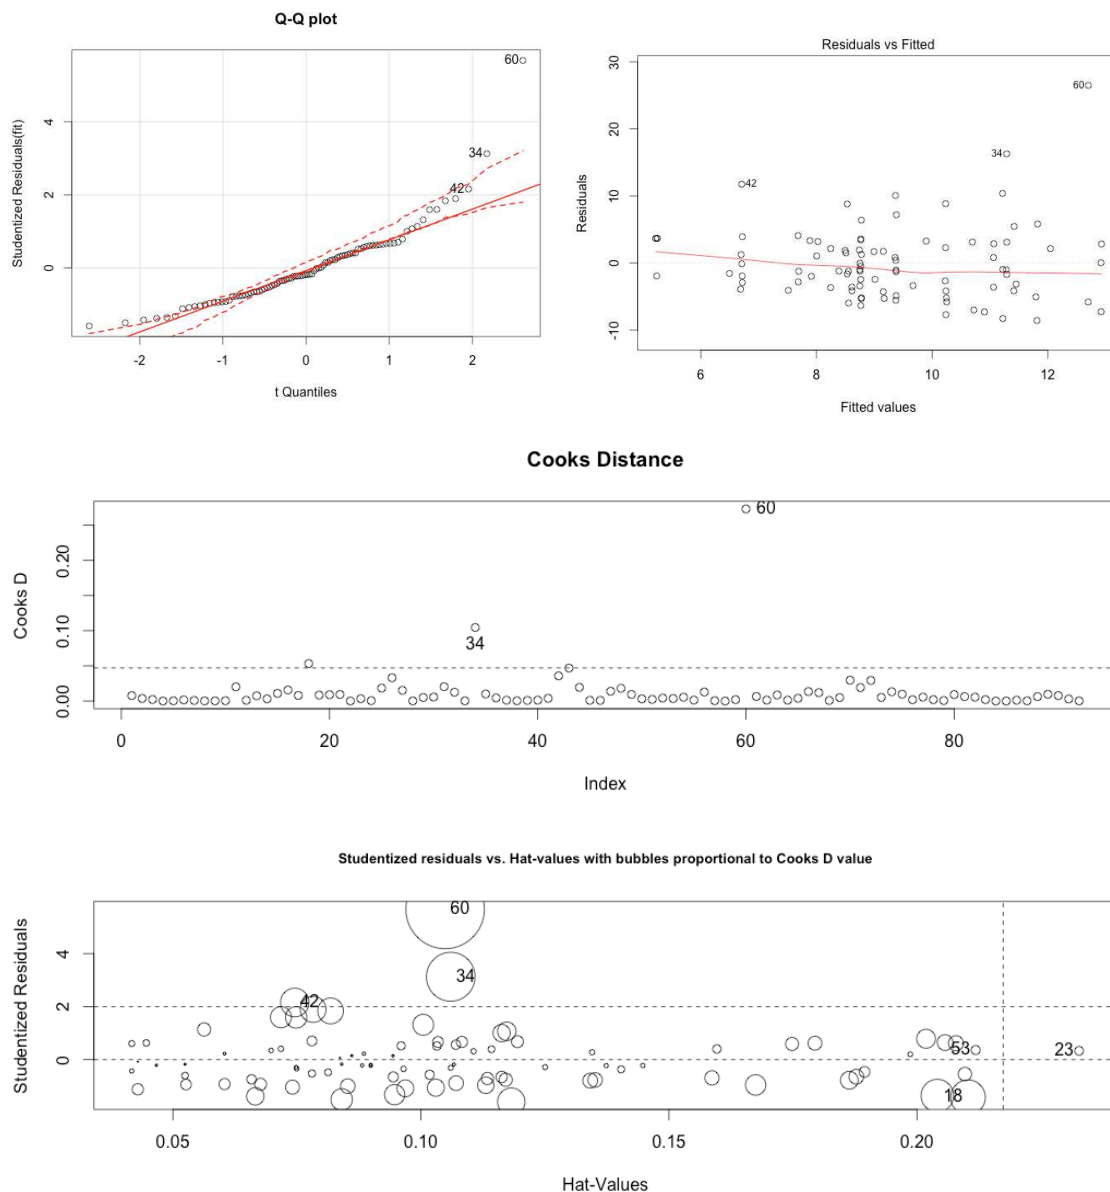 Q-Q plot
60
34
42
4
2
0
Studentized Residuals(fit)
-2 -1 0 1 2
t Quantiles
Residuals vs Fitted
60
34
42
30
20
10
0
-10
Residuals
6 8 10 12
Fitted values
Cooks Distance
60
34
0.20
0.10
0.00
Cooks D
0 20 40 60 80
Index
Studentized residuals vs. Hat-values with bubbles proportional to Cooks D value
60
34
42
53
23
18
4
2
0
Studentized Residuals
0.05 0.10 0.15 0.20
Hat-Values